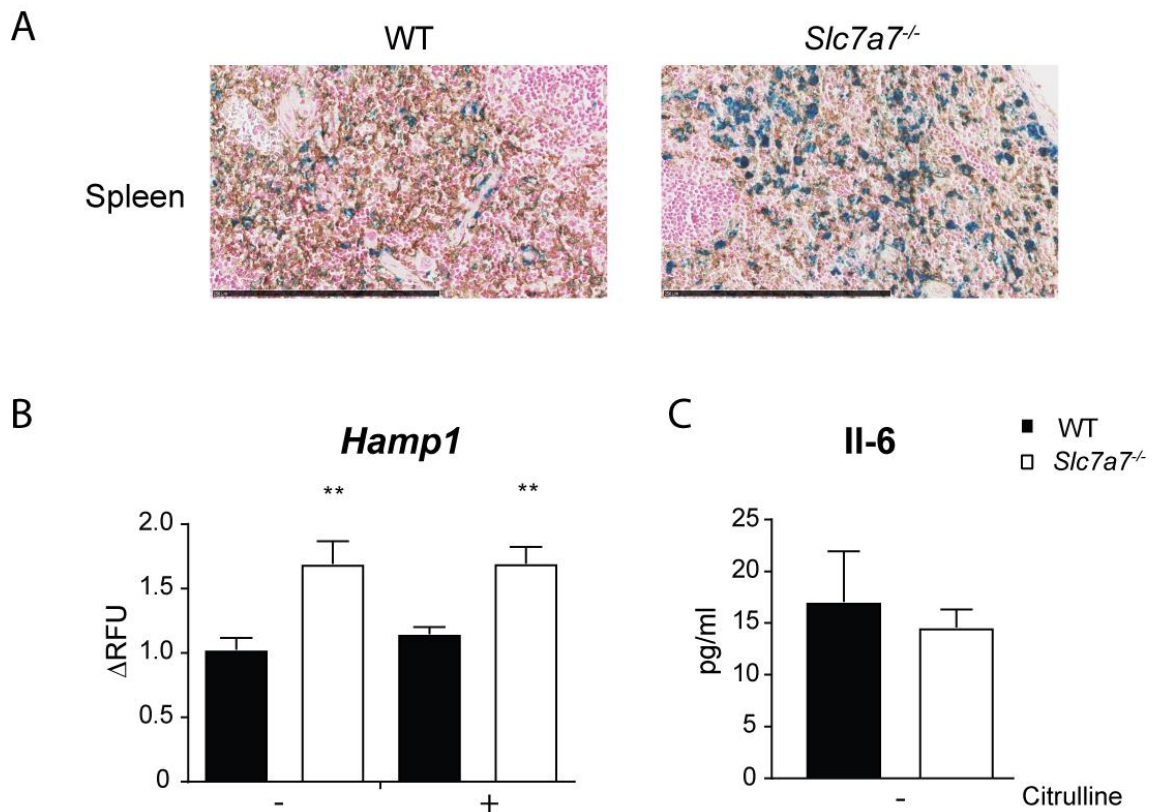 A
WT
Slc7a7-/-
Spleen
B
Hamp1
**
**
2.0
1.5
1.0
0.5
0
ΔRFU
-
+
C
Il-6
WT
Slc7a7-/-
25
20
15
10
5
0
pg/ml
-
Citrulline